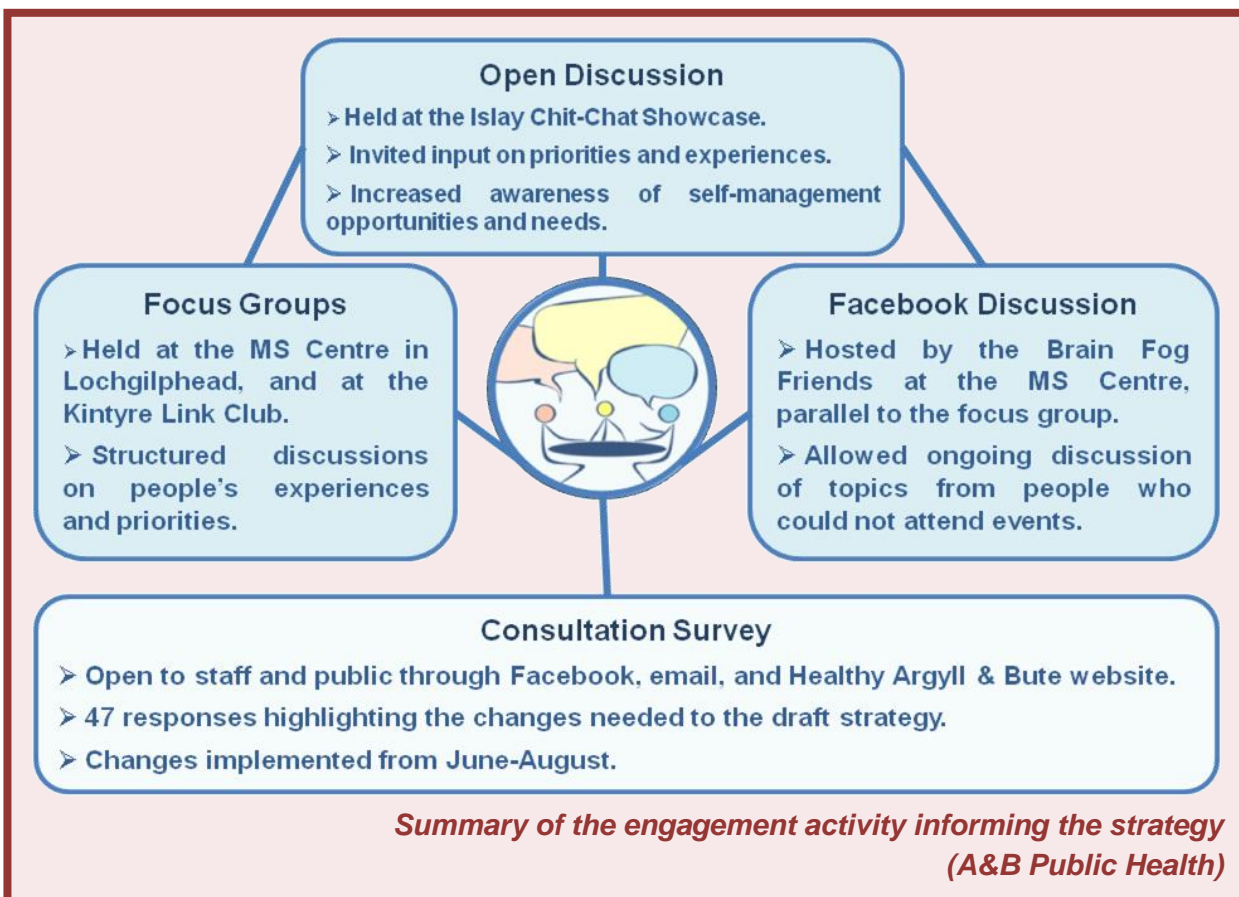 Open Discussion
➢ Held at the Islay Chit-Chat Showcase.
➢ Invited input on priorities and experiences.
➢ Increased awareness of self-management
opportunities and needs.
Focus Groups
➢ Held at the MS Centre in
Lochgilphead, and at the
Kintyre Link Club.
➢ Structured discussions
on people's experiences
and priorities.
Facebook Discussion
➢ Hosted by the Brain Fog
Friends at the MS Centre,
parallel to the focus group.
➢ Allowed ongoing discussion
of topics from people who
could not attend events.
Consultation Survey
➢ Open to staff and public through Facebook, email, and Healthy Argyll & Bute website.
➢ 47 responses highlighting the changes needed to the draft strategy.
➢ Changes implemented from June-August.
Summary of the engagement activity informing the strategy
(A&B Public Health)